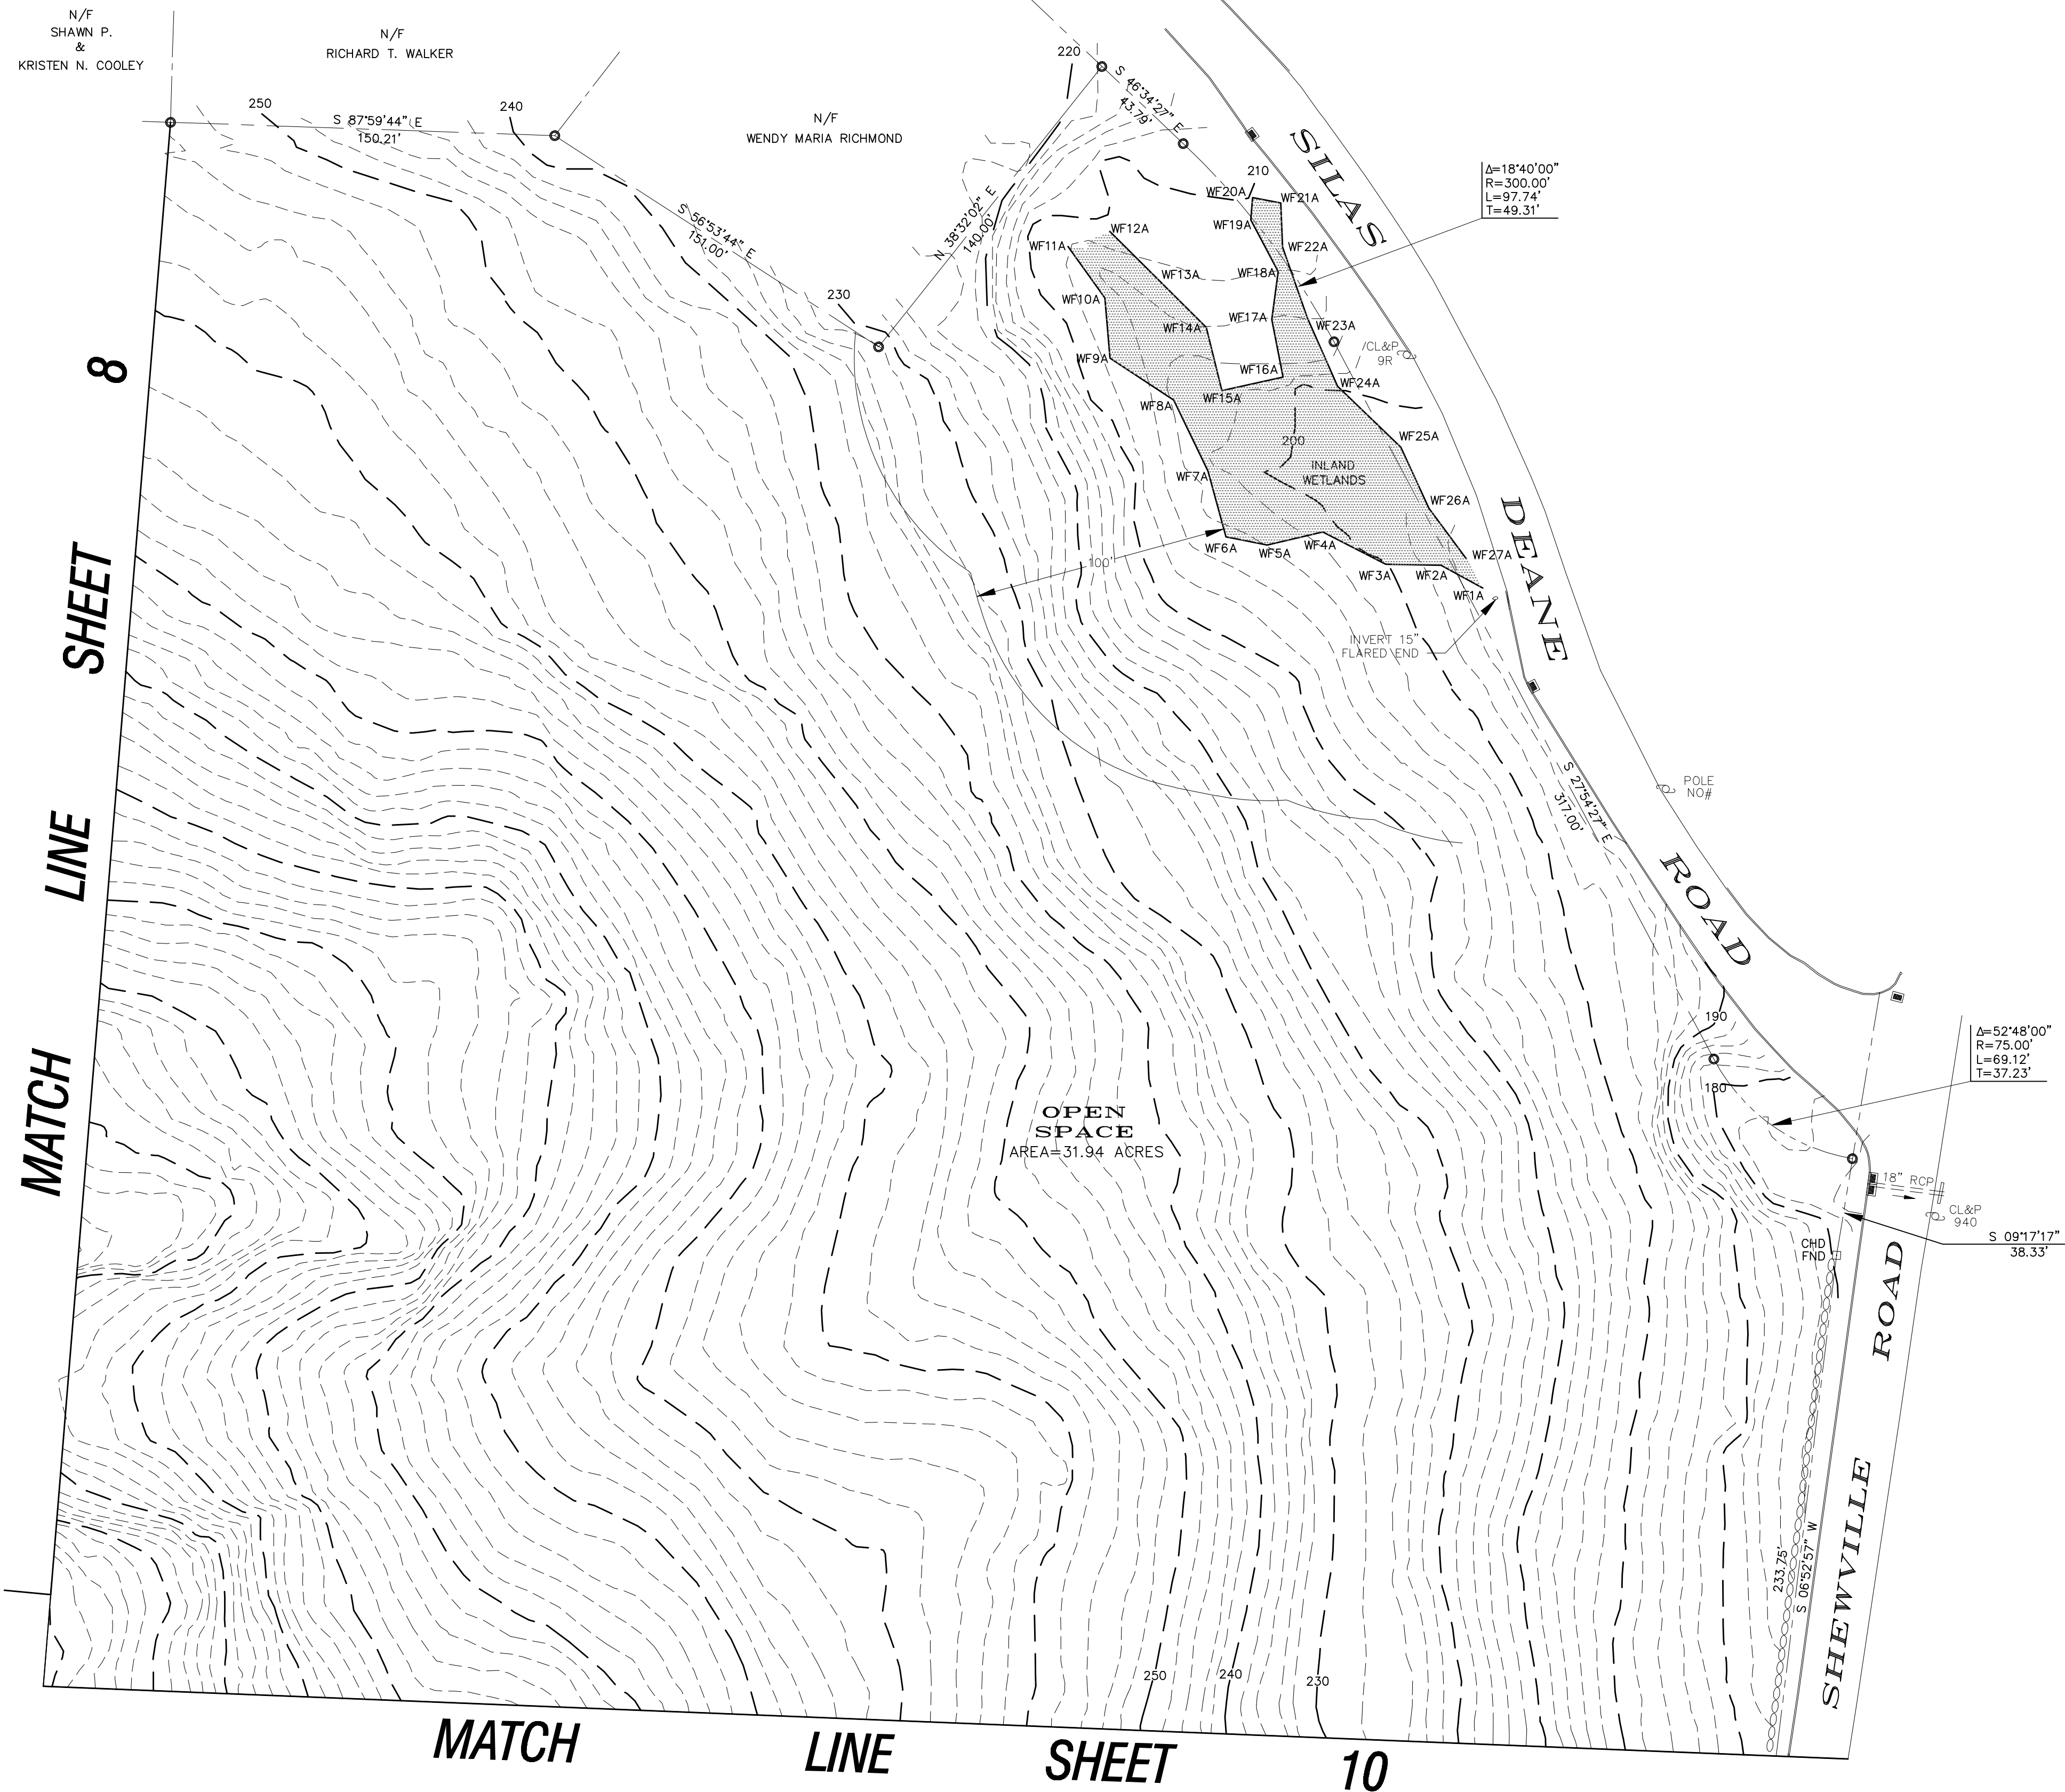 N/F
SHAWN P.
&
KRISTEN N. COOLEY
N/F
RICHARD T. WALKER
N/F
WENDY MARIA RICHMOND
250
240
230
220
210
S 87°59'44" E
150.21'
S 56°53'44" E
151.00'
N 38°32'02" E
140.00'
S 46°34'27" E
43.79'
SILAS
DEANE
ROAD
Δ=18°40'00"
R=300.00'
L=97.74'
T=49.31'
WF20A
WF21A
WF19A
WF12A
WF11A
WF22A
WF18A
WF13A
WF10A
WF17A
WF14A
WF23A
WF9A
WF16A
WF24A
WF15A
WF8A
CL&P
9R
WF25A
200
INLAND
WETLANDS
WF7A
WF26A
WF6A
WF5A
WF4A
WF27A
WF3A
WF2A
WF1A
100'
INVERT 15"
FLARED END
POLE
NO#
S 27°54'27" E
317.00'
190
180
Δ=52°48'00"
R=75.00'
L=69.12'
T=37.23'
OPEN
SPACE
AREA=31.94 ACRES
18" RCP
CL&P
940
CHD
FND
S 09°17'17"
38.33'
233.75'
S 06°52'57" W
SHEWVILLE ROAD
250
240
230
MATCH LINE SHEET 8
MATCH LINE SHEET 10